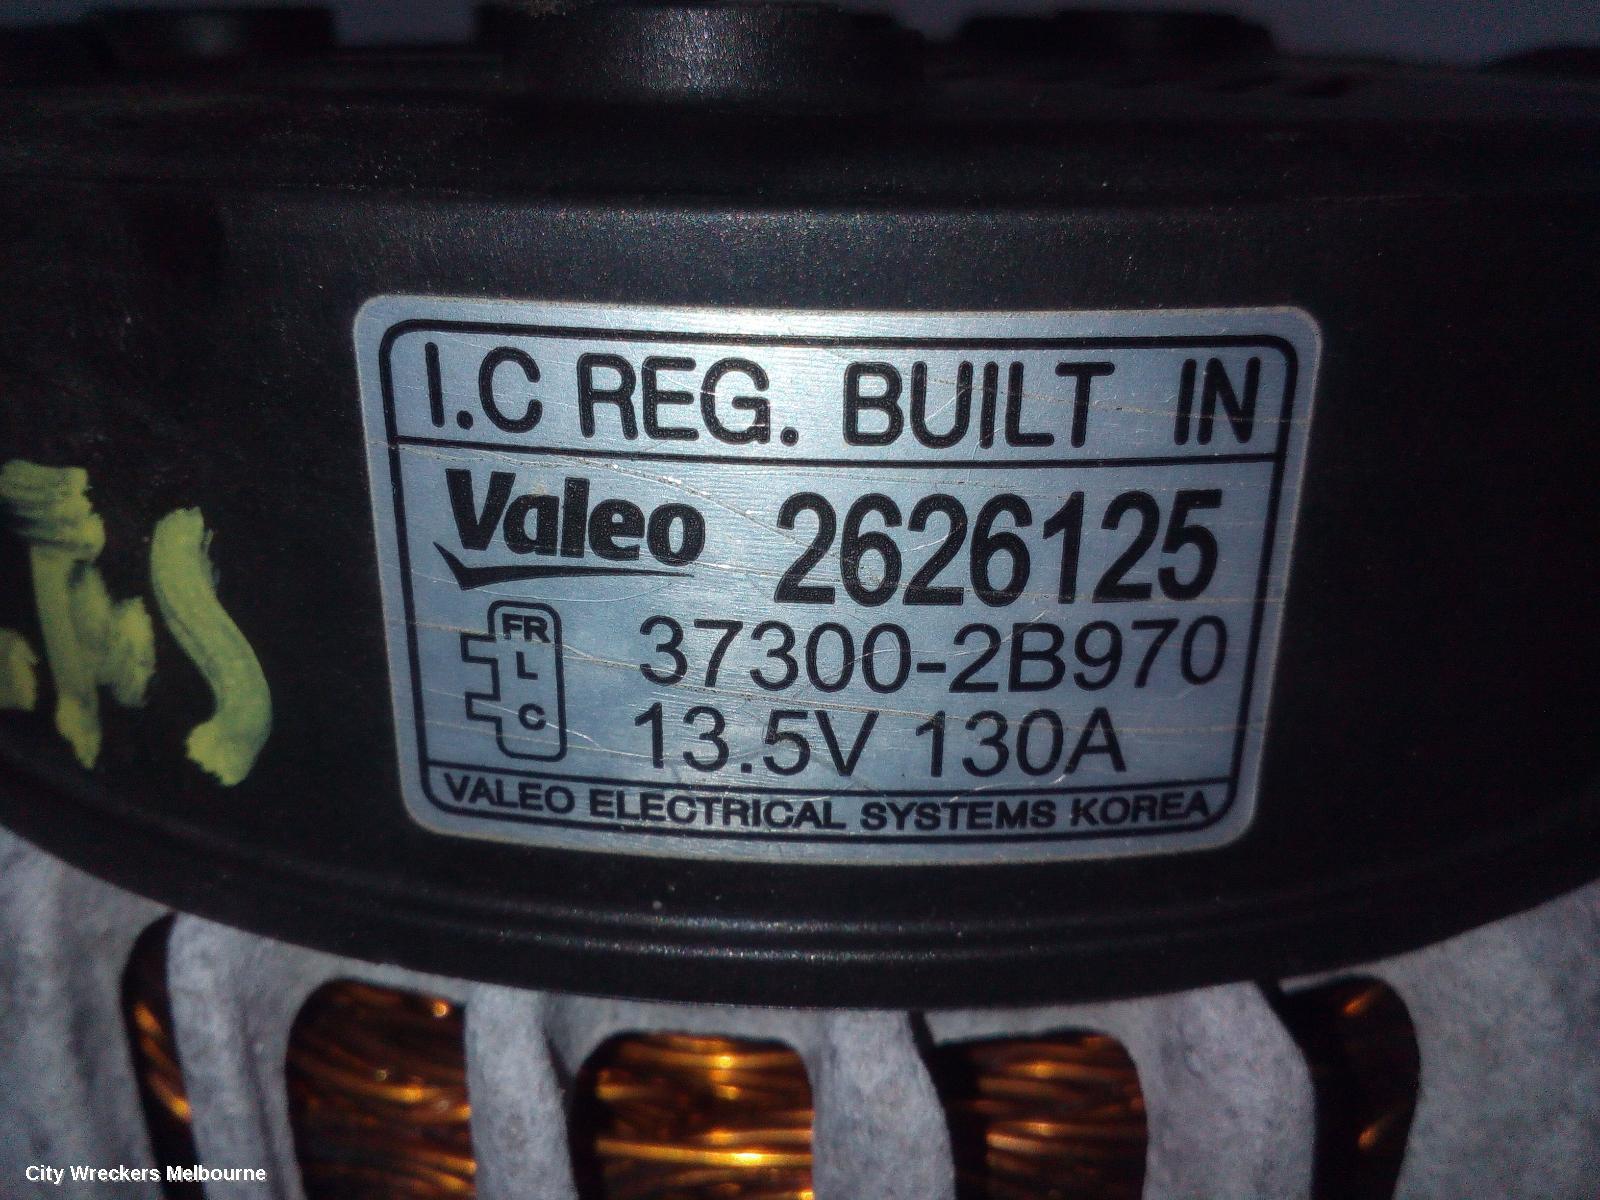 I.C REG. BUILT IN
Valeo 2626125
FR
L
C
37300-2B970
13.5V 130A
VALEO ELECTRICAL SYSTEMS KOREA
City Wreckers Melbourne